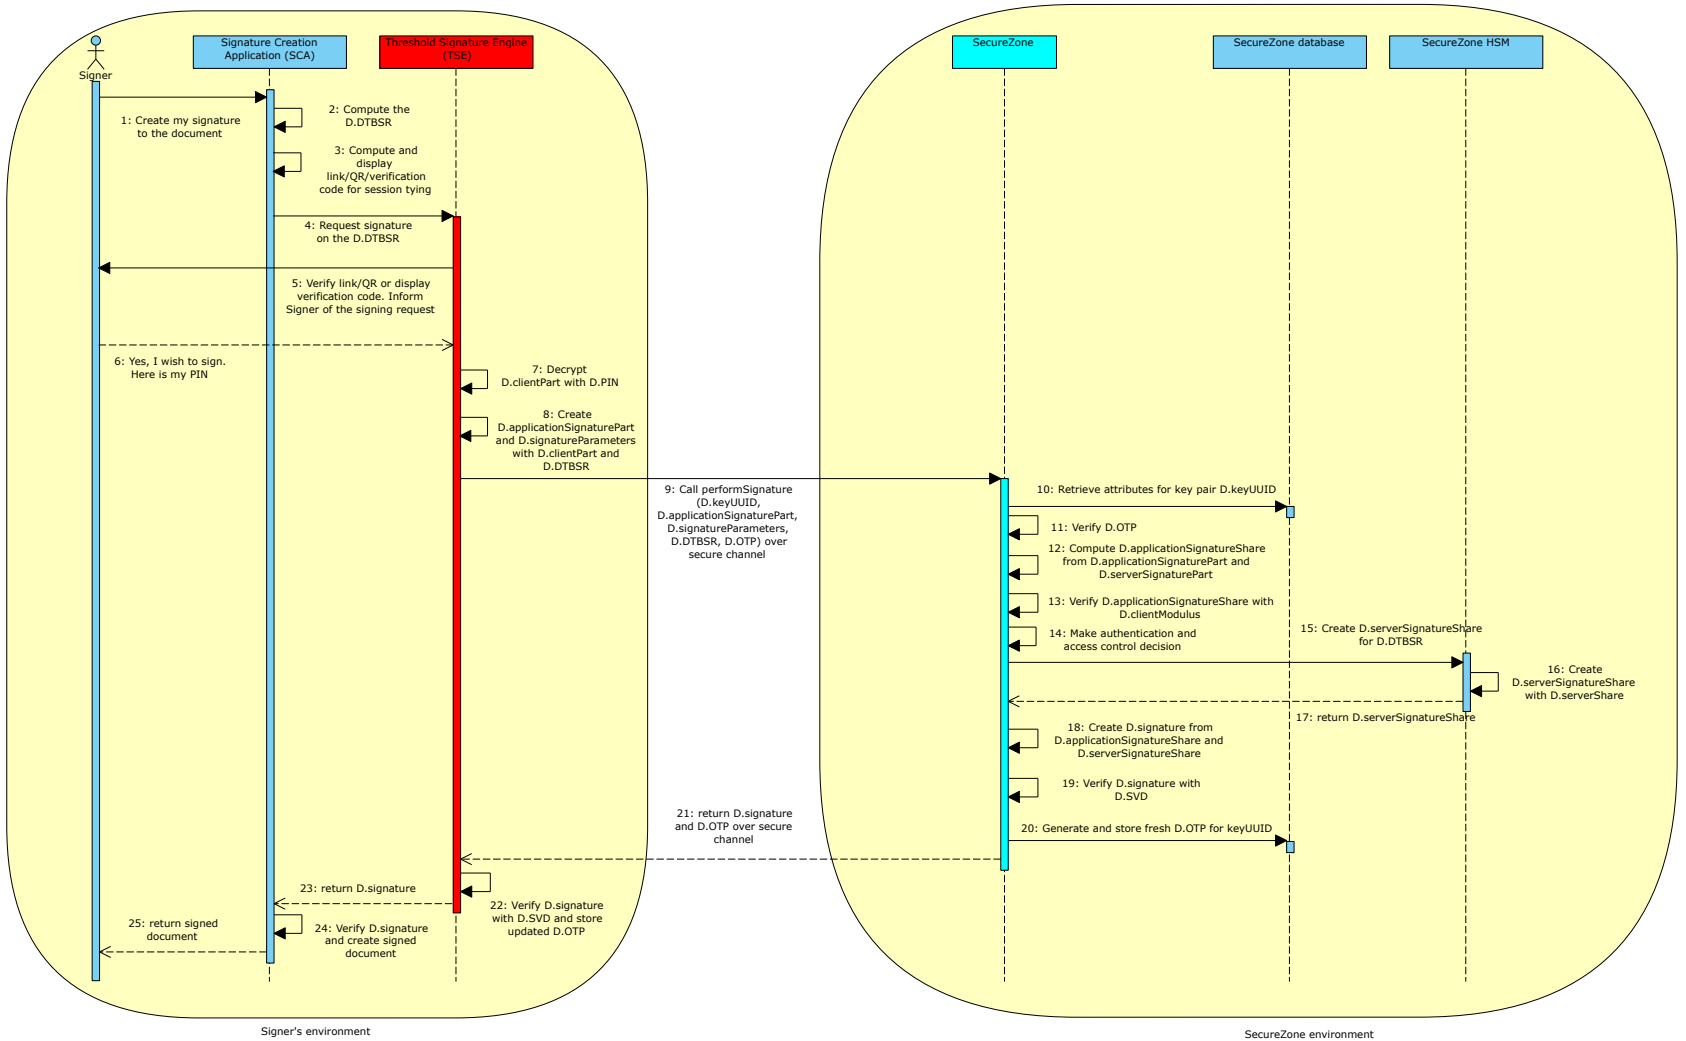 Signer
Signature Creation
Application (SCA)
Threshold Signature Engine
(TSE)
SecureZone
SecureZone database
SecureZone HSM
1: Create my signature
to the document
2: Compute the
D.DTBSR
3: Compute and
display
link/QR/verification
code for session tying
4: Request signature
on the D.DTBSR
5: Verify link/QR or display
verification code. Inform
Signer of the signing request
6: Yes, I wish to sign.
Here is my PIN
7: Decrypt
D.clientPart with D.PIN
8: Create
D.applicationSignaturePart
and D.signatureParameters
with D.clientPart and
D.DTBSR
9: Call performSignature
(D.keyUUID,
D.applicationSignaturePart,
D.signatureParameters,
D.DTBSR, D.OTP) over
secure channel
10: Retrieve attributes for key pair D.keyUUID
11: Verify D.OTP
12: Compute D.applicationSignatureShare
from D.applicationSignaturePart and
D.serverSignaturePart
13: Verify D.applicationSignatureShare with
D.clientModulus
14: Make authentication and
access control decision
15: Create D.serverSignatureShare
for D.DTBSR
16: Create
D.serverSignatureShare
with D.serverShare
17: return D.serverSignatureShare
18: Create D.signature from
D.applicationSignatureShare and
D.serverSignatureShare
19: Verify D.signature with
D.SVD
20: Generate and store fresh D.OTP for keyUUID
21: return D.signature
and D.OTP over secure
channel
22: Verify D.signature
with D.SVD and store
updated D.OTP
23: return D.signature
24: Verify D.signature
and create signed
document
25: return signed
document
Signer's environment
SecureZone environment